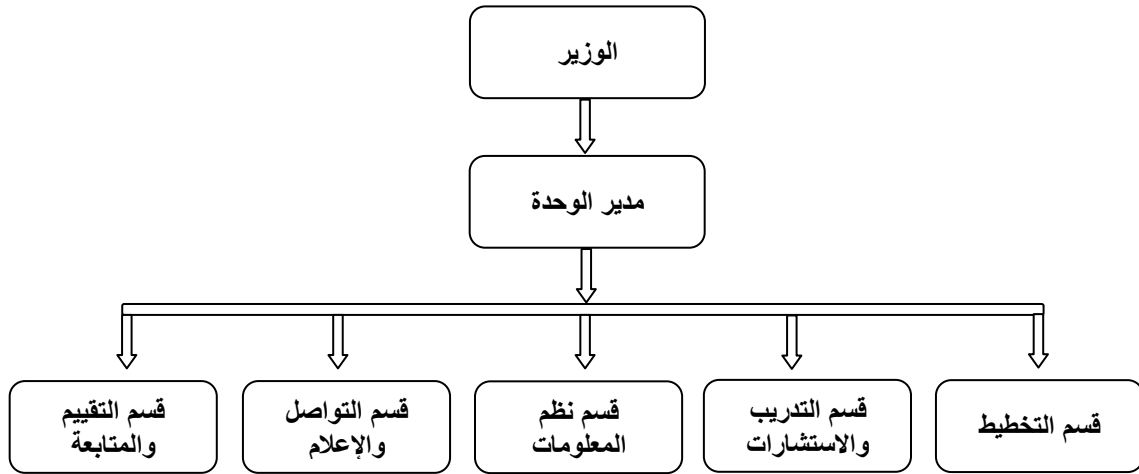 الوزير
مدير الوحدة
قسم التخطيط
قسم التدريب
والاستشارات
قسم نظم
المعلومات
قسم التواصل
والإعلام
قسم التقييم
والمتابعة